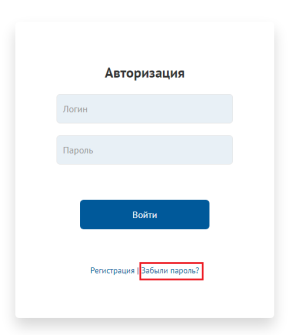 Авторизация
Логин
Пароль
Войти
Регистрация | Забыли пароль?